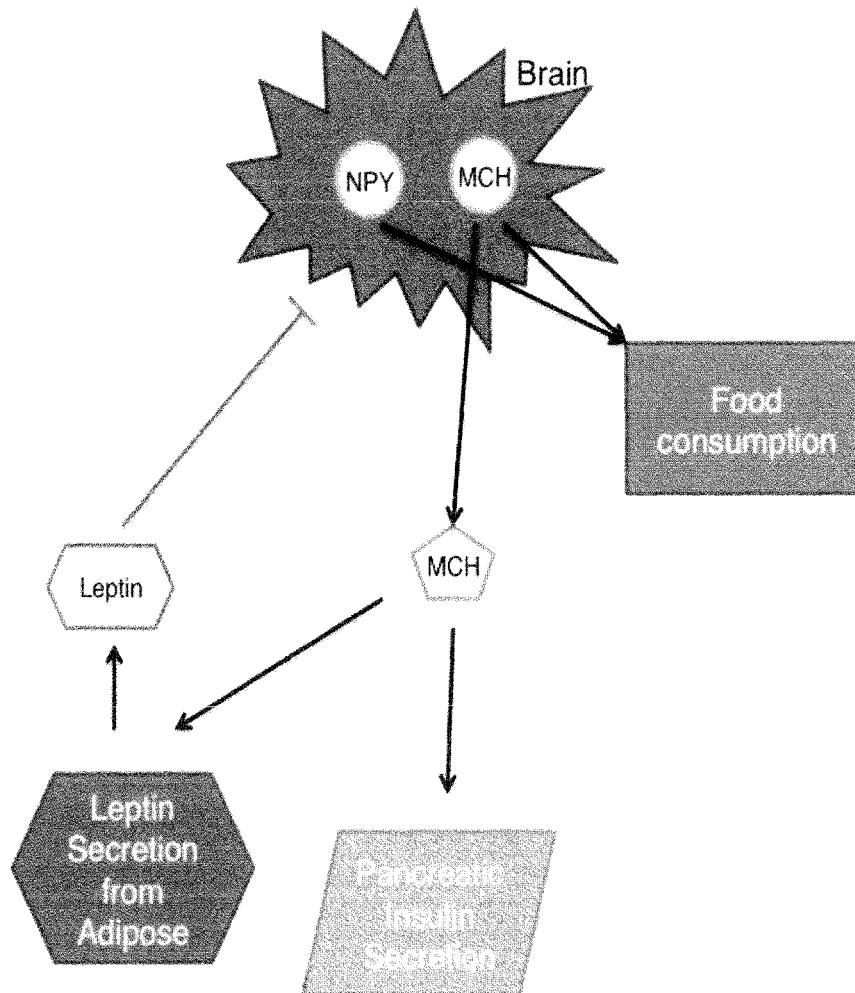 Brain
NPY
MCH
Food
consumption
MCH
Leptin
Leptin
Secretion
from
Adipose
Pancreatic
Insulin
Secretion